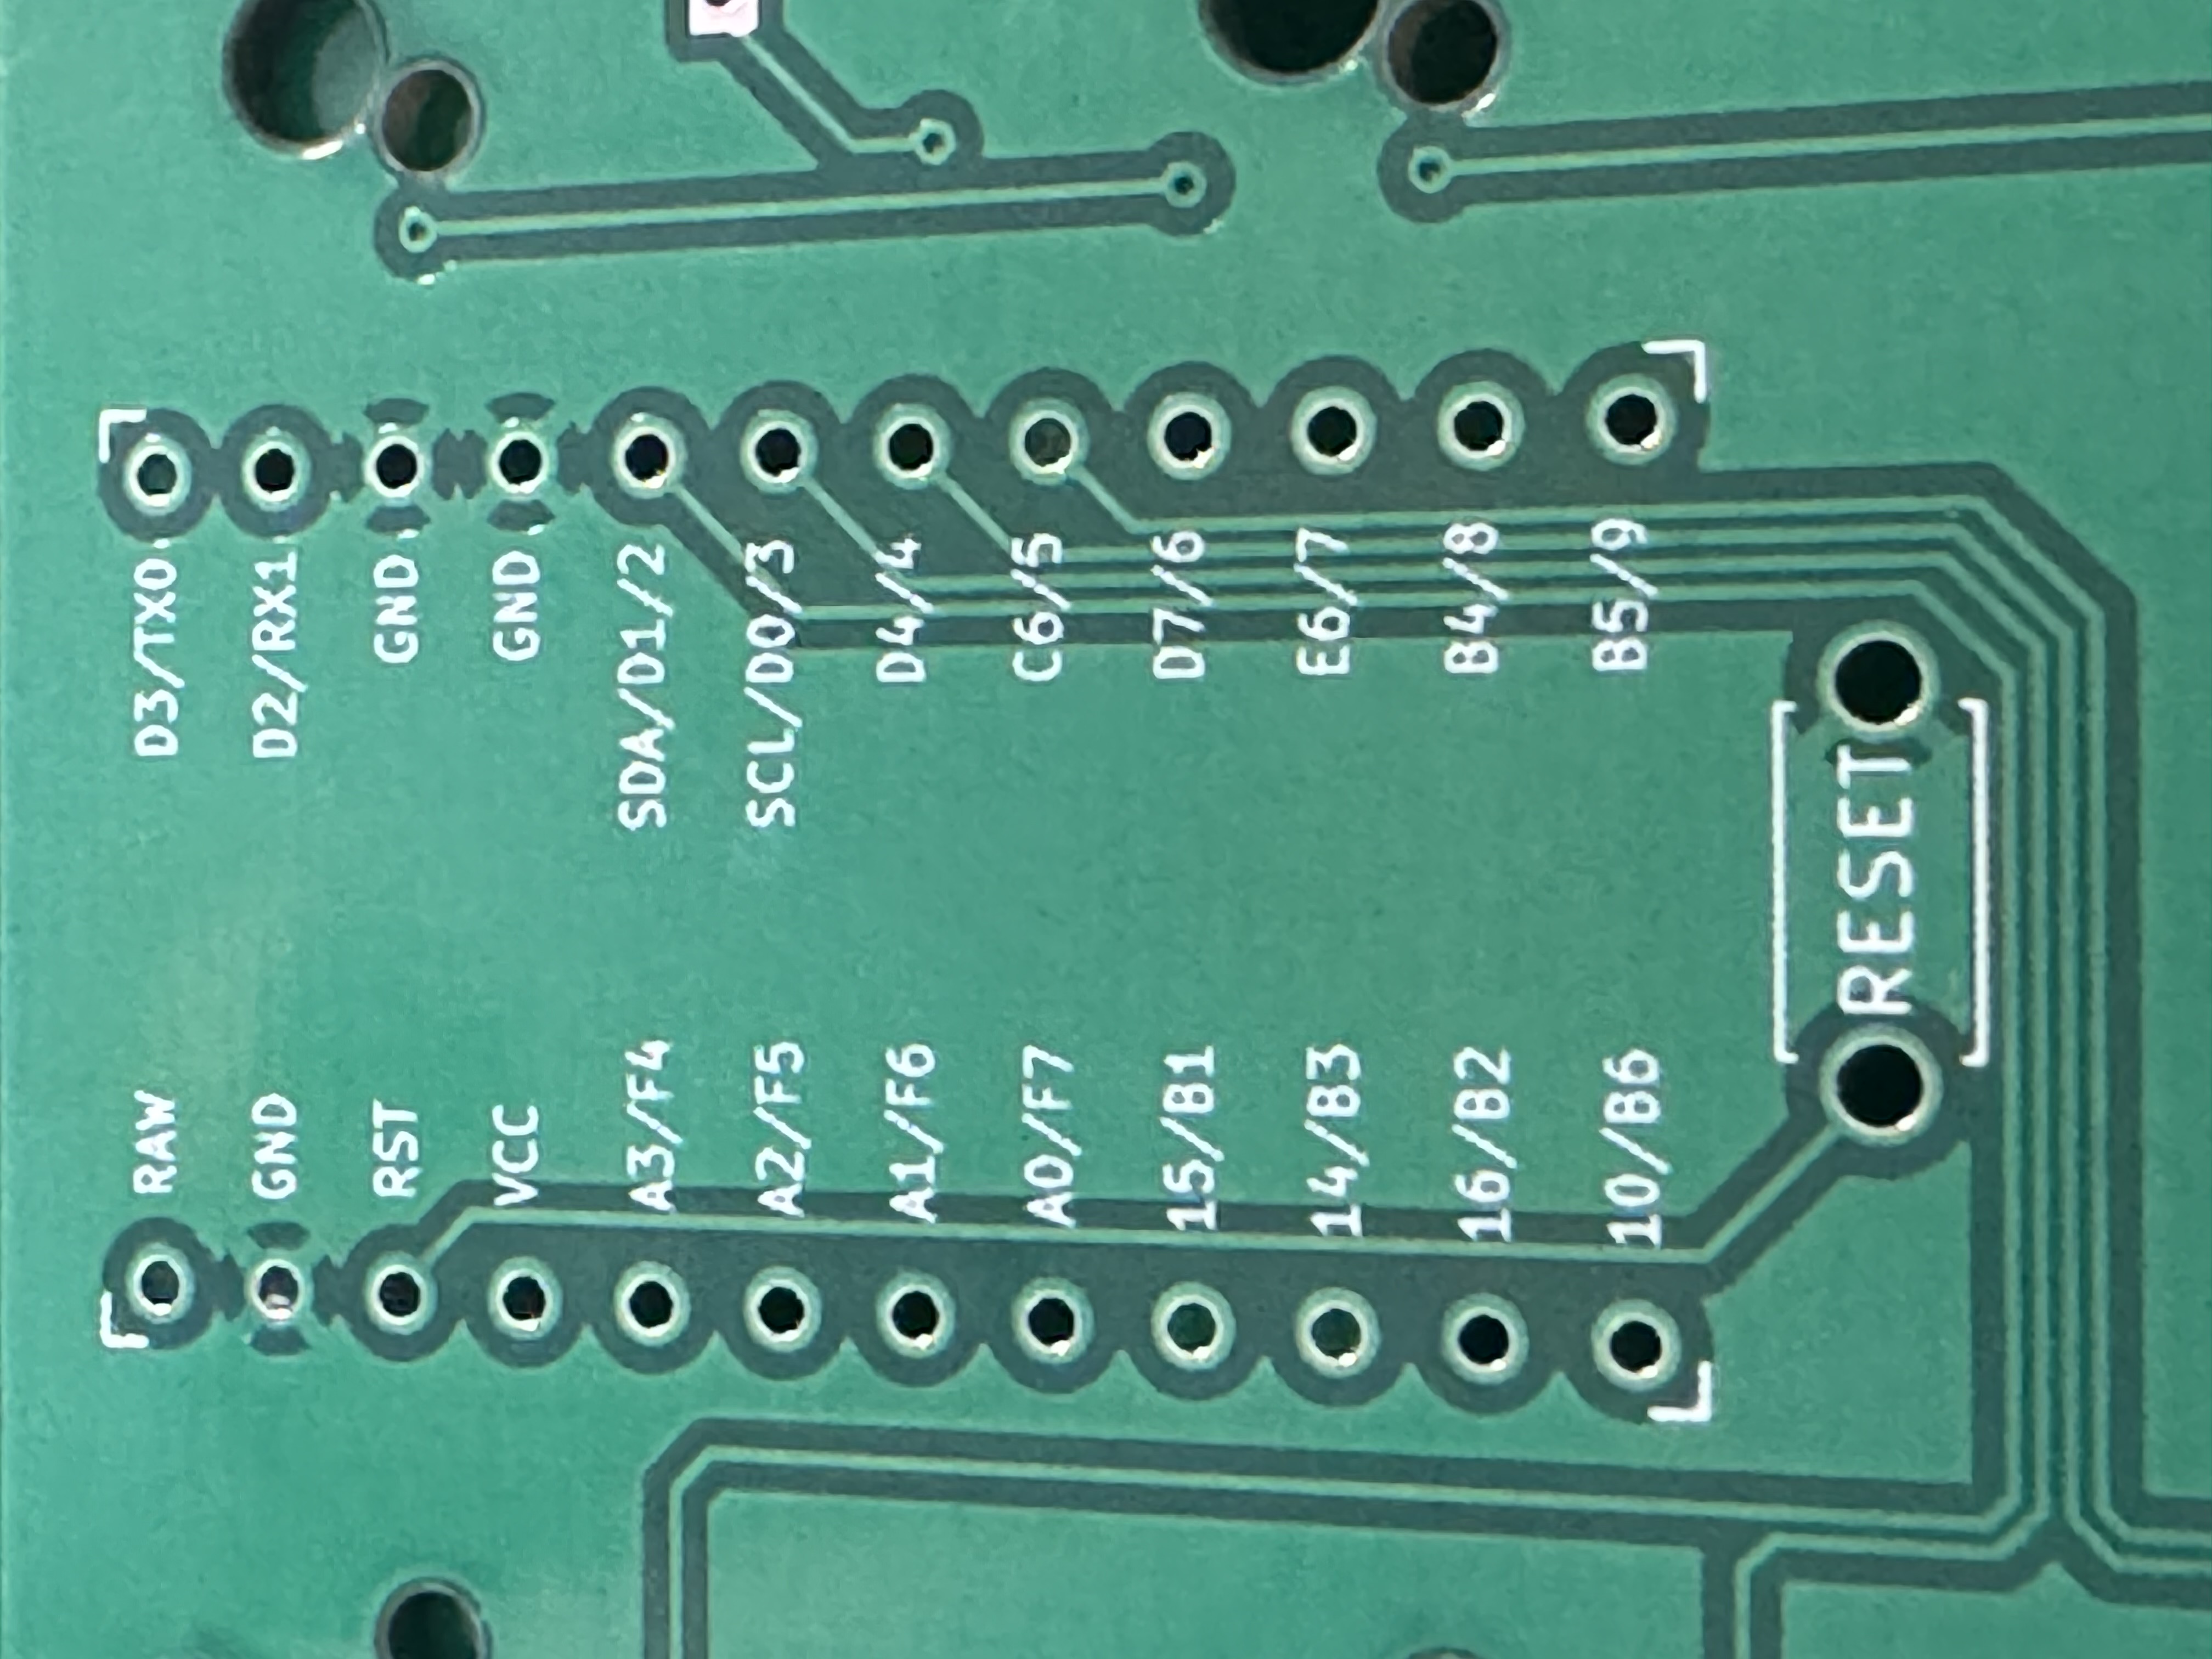 RAW D3/TX0
GND D2/RX1
RST GND
VCC GND
A3/F4 SDA/D1/2
A2/F5 SCL/D0/3
A1/F6 D4/4
A0/F7 C6/5
15/B1 D7/6
14/B3 E6/7
16/B2 B4/8
10/B6 B5/9
RESET